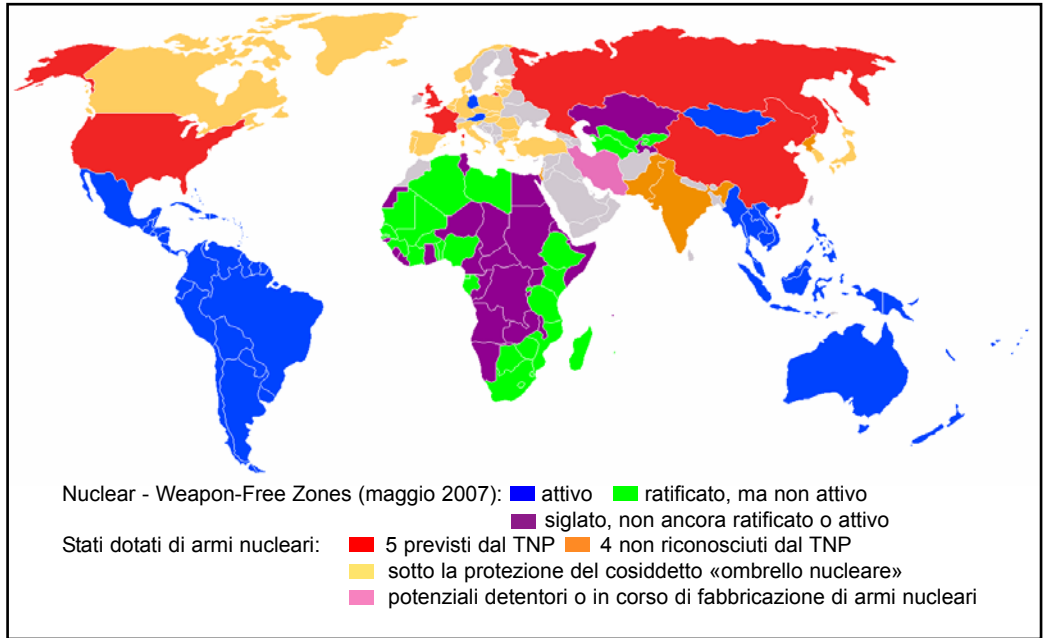 Nuclear - Weapon-Free Zones (maggio 2007): attivo ratificato, ma non attivo
siglato, non ancora ratificato o attivo
Stati dotati di armi nucleari: 5 previsti dal TNP 4 non riconosciuti dal TNP
sotto la protezione del cosiddetto «ombrello nucleare»
potenziali detentori o in corso di fabbricazione di armi nucleari